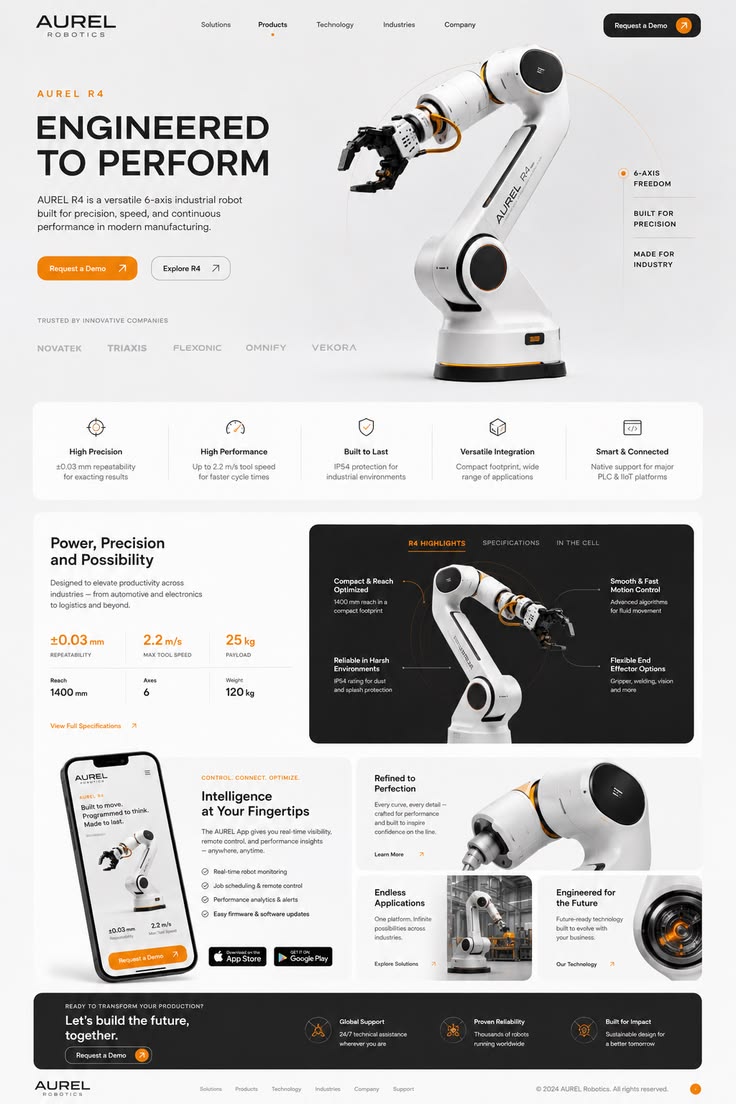 AUREL
ROBOTICS
Solutions
Products
Technology
Industries
Company
Request a Demo
AUREL R4
ENGINEERED
TO PERFORM
AUREL R4 is a versatile 6-axis industrial robot
built for precision, speed, and continuous
performance in modern manufacturing.
Request a Demo
Explore R4
AUREL R4
6-AXIS
FREEDOM
BUILT FOR
PRECISION
MADE FOR
INDUSTRY
TRUSTED BY INNOVATIVE COMPANIES
NOVATEK
TRIAXIS
FLEXONIC
OMNIFY
VEKORA
High Precision
±0.03 mm repeatability
for exacting results
High Performance
Up to 2.2 m/s tool speed
for faster cycle times
Built to Last
IP54 protection for
industrial environments
Versatile Integration
Compact footprint, wide
range of applications
</>
Smart & Connected
Native support for major
PLC & IIoT platforms
Power, Precision
and Possibility
Designed to elevate productivity across
industries — from automotive and electronics
to logistics and beyond.
±0.03 mm
REPEATABILITY
2.2 m/s
MAX TOOL SPEED
25 kg
PAYLOAD
Reach
1400 mm
Axes
6
Weight
120 kg
View Full Specifications
R4 HIGHLIGHTS
SPECIFICATIONS
IN THE CELL
Compact & Reach
Optimized
1400 mm reach in a
compact footprint
Smooth & Fast
Motion Control
Advanced algorithms
for fluid movement
Reliable in Harsh
Environments
IP54 rating for dust
and splash protection
Flexible End
Effector Options
Gripper, welding, vision
and more
AUREL
ROBOTICS
AUREL R4
Built to move.
Programmed to think.
Made to last.
±0.03 mm
Repeatability
2.2 m/s
Max Tool Speed
Request a Demo
CONTROL. CONNECT. OPTIMIZE.
Intelligence
at Your Fingertips
The AUREL App gives you real-time visibility,
remote control, and performance insights
— anywhere, anytime.
Real-time robot monitoring
Job scheduling & remote control
Performance analytics & alerts
Easy firmware & software updates
Download on the
App Store
GET IT ON
Google Play
Refined to
Perfection
Every curve, every detail —
crafted for performance
and built to inspire
confidence on the line.
Learn More
Endless
Applications
One platform. Infinite
possibilities across
industries.
Explore Solutions
Engineered for
the Future
Future-ready technology
built to evolve with
your business.
Our Technology
READY TO TRANSFORM YOUR PRODUCTION?
Let's build the future,
together.
Request a Demo
Global Support
24/7 technical assistance
wherever you are
Proven Reliability
Thousands of robots
running worldwide
Built for Impact
Sustainable design for
a better tomorrow
AUREL
ROBOTICS
Solutions
Products
Technology
Industries
Company
Support
© 2024 AUREL Robotics. All rights reserved.